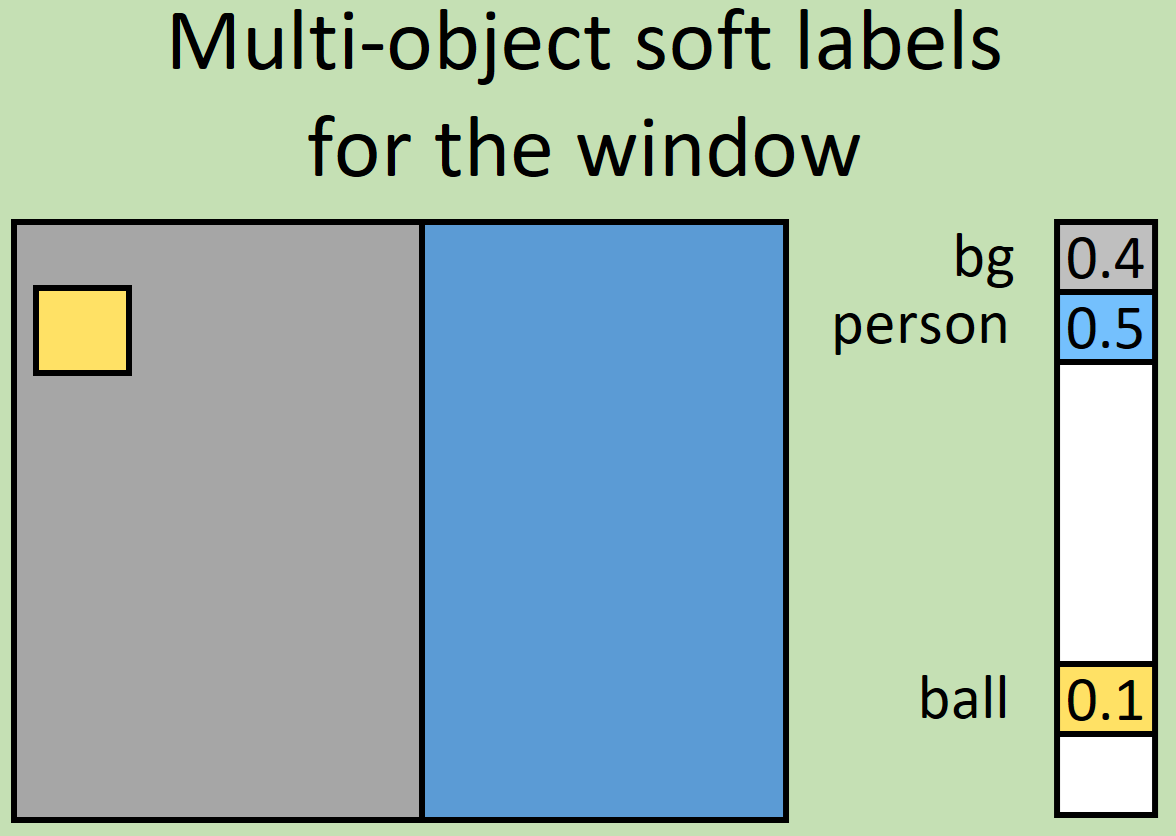 Multi-object soft labels
for the window
bg 0.4
person 0.5
ball 0.1